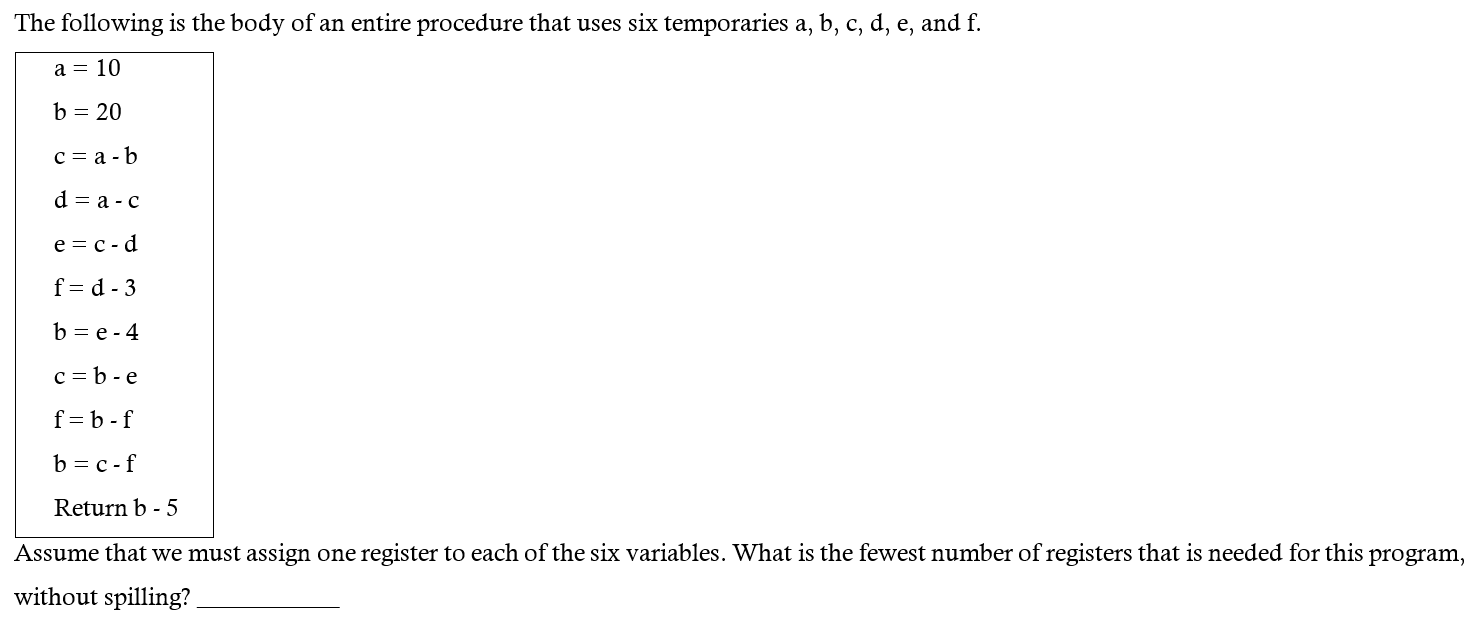 The following is the body of an entire procedure that uses six temporaries a, b, c, d, e, and f.
a = 10
b = 20
c = a - b
d = a - c
e = c - d
f = d - 3
b = e - 4
c = b - e
f = b - f
b = c - f
Return b - 5
Assume that we must assign one register to each of the six variables. What is the fewest number of registers that is needed for this program,
without spilling? ___________